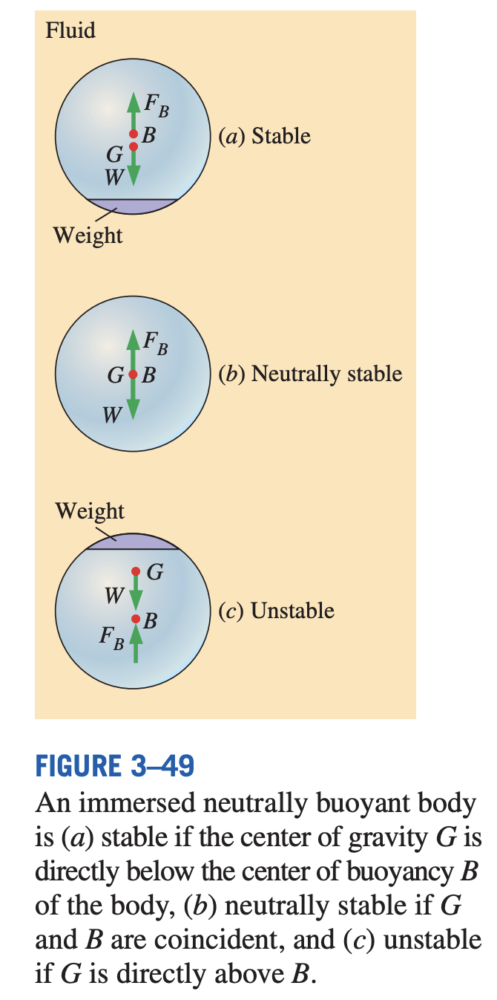 Fluid
F_B
B
(a) Stable
G
W
Weight
F_B
G B
(b) Neutrally stable
W
Weight
G
W
(c) Unstable
B
F_B
FIGURE 3–49
An immersed neutrally buoyant body
is (a) stable if the center of gravity G is
directly below the center of buoyancy B
of the body, (b) neutrally stable if G
and B are coincident, and (c) unstable
if G is directly above B.